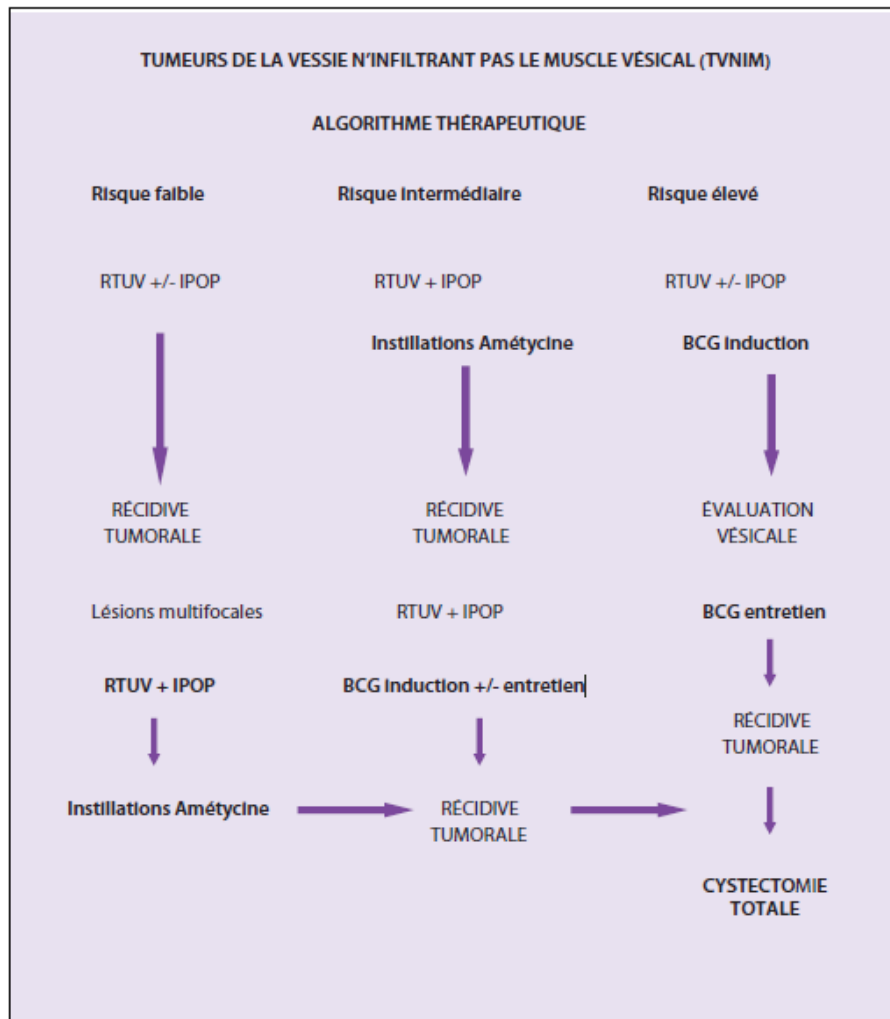 TUMEURS DE LA VESSIE N'INFILTRANT PAS LE MUSCLE VÉSICAL (TVNIM)
ALGORITHME THÉRAPEUTIQUE
Risque faible
Risque intermédiaire
Risque élevé
RTUV +/- IPOP
RTUV + IPOP
RTUV +/- IPOP
Instillations Amétycine
BCG induction
RÉCIDIVE
TUMORALE
RÉCIDIVE
TUMORALE
ÉVALUATION
VÉSICALE
Lésions multifocales
RTUV + IPOP
BCG entretien
RTUV + IPOP
BCG induction +/- entretien
RÉCIDIVE
TUMORALE
Instillations Amétycine
RÉCIDIVE
TUMORALE
CYSTECTOMIE
TOTALE